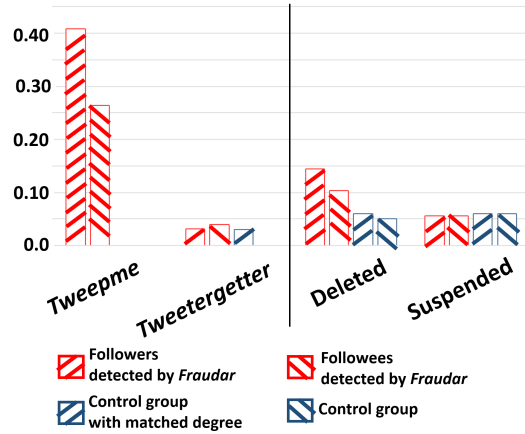 0.40
0.30
0.20
0.10
0.0
Tweepme
Tweetergetter
Deleted
Suspended
Followers
detected by Fraudar
Followees
detected by Fraudar
Control group
with matched degree
Control group